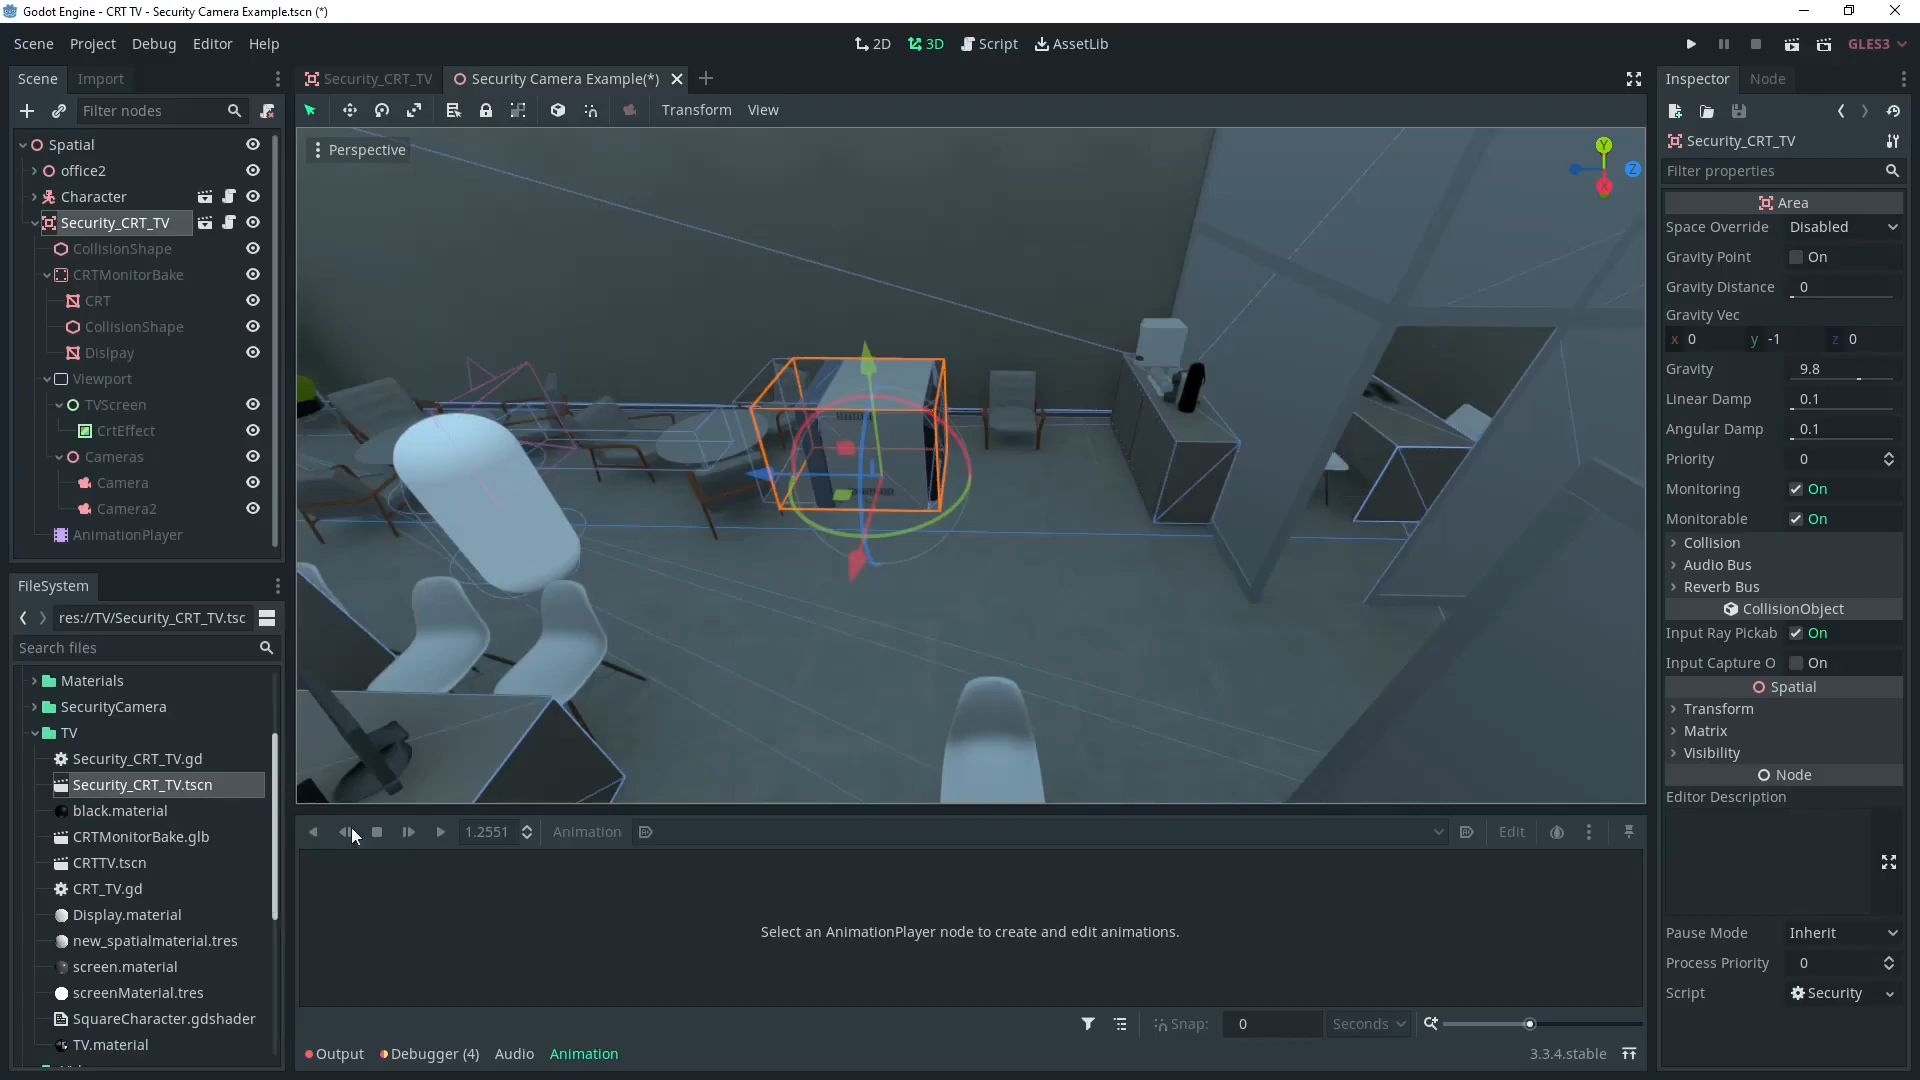 Godot Engine - CRT TV - Security Camera Example.tscn (*)
Scene Project Debug Editor Help
2D 3D Script AssetLib
GLES3
Scene Import
Filter nodes
Spatial
office2
Character
Security_CRT_TV
CollisionShape
CRTMonitorBake
CRT
CollisionShape
Dislpay
Viewport
TVScreen
CrtEffect
Cameras
Camera
Camera2
AnimationPlayer
FileSystem
res://TV/Security_CRT_TV.tsc
Search files
Materials
SecurityCamera
TV
Security_CRT_TV.gd
Security_CRT_TV.tscn
black.material
CRTMonitorBake.glb
CRTTV.tscn
CRT_TV.gd
Display.material
new_spatialmaterial.tres
screen.material
screenMaterial.tres
SquareCharacter.gdshader
TV.material
Security_CRT_TV Security Camera Example(*)
Transform View
Perspective
Y
Z
X
1.2551 Animation Edit
Select an AnimationPlayer node to create and edit animations.
Snap: 0 Seconds
Output Debugger (4) Audio Animation 3.3.4.stable
Inspector Node
Security_CRT_TV
Filter properties
Area
Space Override Disabled
Gravity Point On
Gravity Distance 0
Gravity Vec
x 0 y -1 z 0
Gravity 9.8
Linear Damp 0.1
Angular Damp 0.1
Priority 0
Monitoring On
Monitorable On
Collision
Audio Bus
Reverb Bus
CollisionObject
Input Ray Pickab On
Input Capture O On
Spatial
Transform
Matrix
Visibility
Node
Editor Description
Pause Mode Inherit
Process Priority 0
Script Security